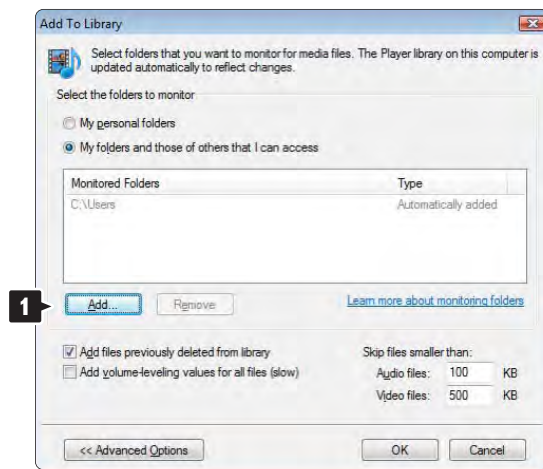 Add To Library
Select folders that you want to monitor for media files. The Player library on this computer is
updated automatically to reflect changes.
Select the folders to monitor
My personal folders
My folders and those of others that I can access
Monitored Folders Type
C:\Users Automatically added
1 Add... Remove Learn more about monitoring folders
Add files previously deleted from library Skip files smaller than:
Add volume-leveling values for all files (slow) Audio files: 100 KB
Video files: 500 KB
<< Advanced Options OK Cancel